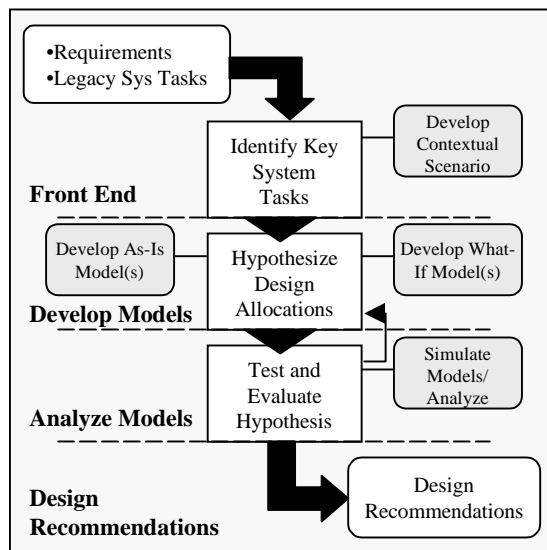 •Requirements
•Legacy Sys Tasks
Identify Key
System
Tasks
Develop
Contextual
Scenario
Front End
Develop As-Is
Model(s)
Hypothesize
Design
Allocations
Develop What-
If Model(s)
Develop Models
Test and
Evaluate
Hypothesis
Simulate
Models/
Analyze
Analyze Models
Design
Recommendations
Design
Recommendations